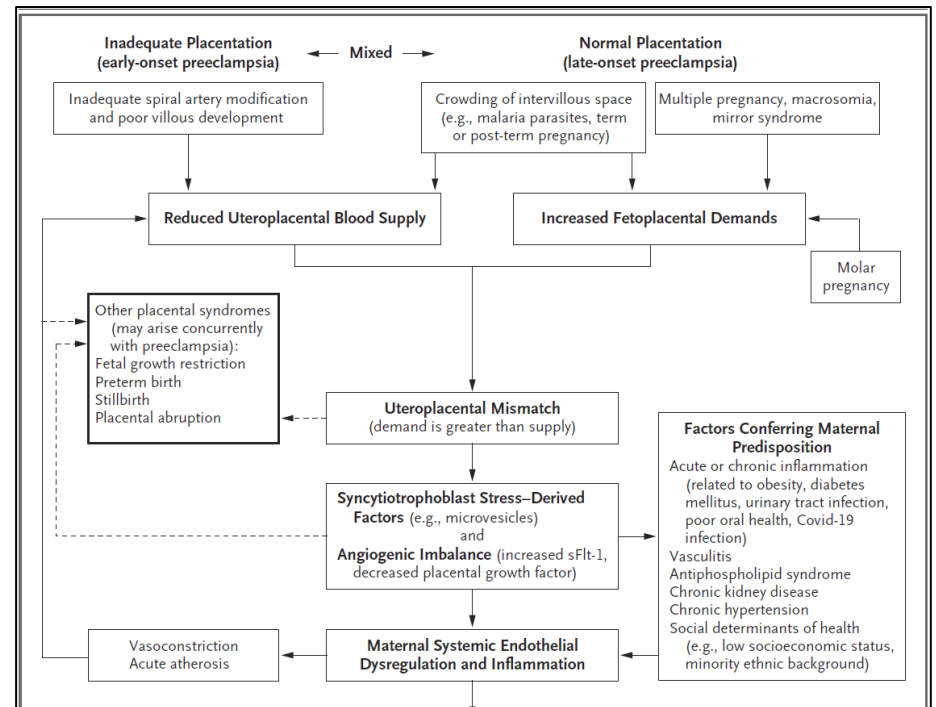 Inadequate Placentation
(early-onset preeclampsia)
Mixed
Normal Placentation
(late-onset preeclampsia)
Inadequate spiral artery modification
and poor villous development
Crowding of intervillous space
(e.g., malaria parasites, term
or post-term pregnancy)
Multiple pregnancy, macrosomia,
mirror syndrome
Reduced Uteroplacental Blood Supply
Increased Fetoplacental Demands
Molar
pregnancy
Other placental syndromes
(may arise concurrently
with preeclampsia):
Fetal growth restriction
Preterm birth
Stillbirth
Placental abruption
Uteroplacental Mismatch
(demand is greater than supply)
Factors Conferring Maternal
Predisposition
Acute or chronic inflammation
(related to obesity, diabetes
mellitus, urinary tract infection,
poor oral health, Covid-19
infection)
Vasculitis
Antiphospholipid syndrome
Chronic kidney disease
Chronic hypertension
Social determinants of health
(e.g., low socioeconomic status,
minority ethnic background)
Syncytiotrophoblast Stress–Derived
Factors (e.g., microvesicles)
and
Angiogenic Imbalance (increased sFlt-1,
decreased placental growth factor)
Vasoconstriction
Acute atherosis
Maternal Systemic Endothelial
Dysregulation and Inflammation